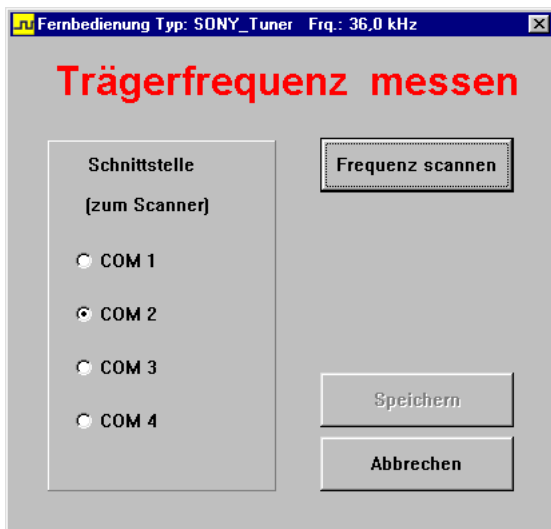 Fernbedienung Typ: SONY_Tuner Frq.: 36,0 kHz
Trägerfrequenz messen
Schnittstelle
(zum Scanner)
COM 1
COM 2
COM 3
COM 4
Frequenz scannen
Speichern
Abbrechen